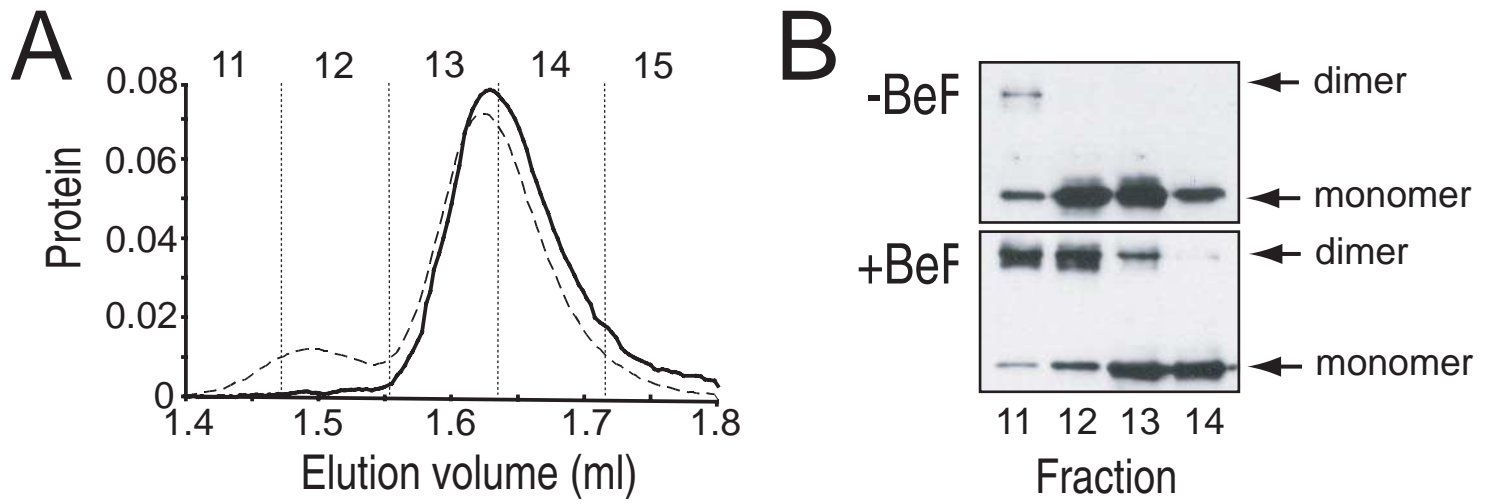 A
11 12 13 14 15
0.08
0.06
0.04
0.02
0
Protein
1.4 1.5 1.6 1.7 1.8
Elution volume (ml)
B
-BeF
dimer
monomer
+BeF
dimer
monomer
11 12 13 14
Fraction